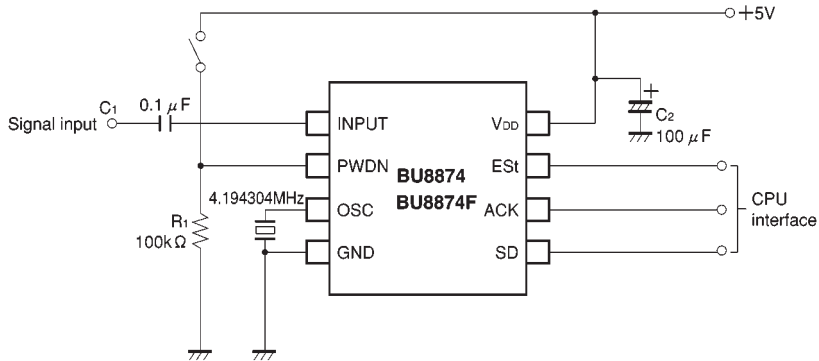 +5V
C1
0.1 μF
Signal input
+
C2
100 μF
INPUT
VDD
PWDN
ESt
BU8874
BU8874F
4.194304MHz
OSC
ACK
CPU
interface
R1
100kΩ
GND
SD